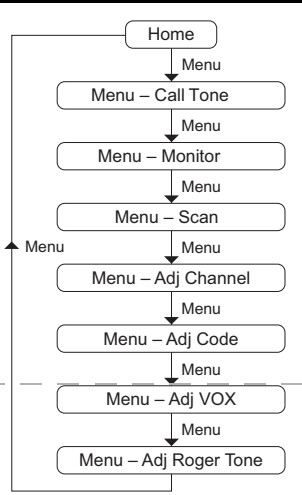 Home
Menu
Menu – Call Tone
Menu
Menu – Monitor
Menu
Menu – Scan
Menu
Menu
Menu – Adj Channel
Menu
Menu – Adj Code
Menu
Menu – Adj VOX
Menu
Menu – Adj Roger Tone